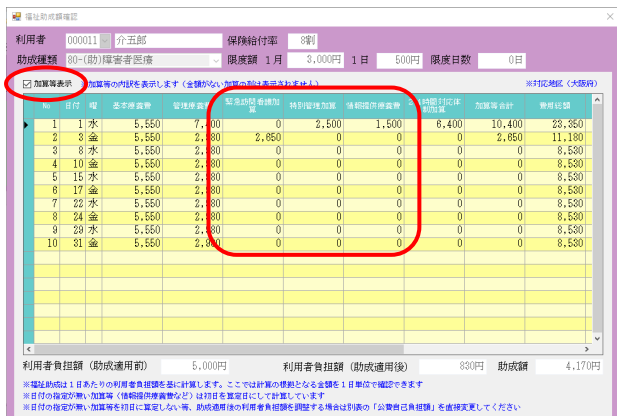 福祉助成額確認
利用者 000011 介五郎 保険給付率 8割
助成種類 80-(助)障害者医療 限度額 1月 3,000円 1日 500円 限度日数 0日
加算等表示 ※加算等の内訳を表示します(金額がない加算の列は表示されません) ※対応地区(大阪府)
No 日付 曜 基本療養費 管理療養費 緊急訪問看護加算 特別管理加算 情報提供療養費 24時間対応体制加算 加算等合計 費用総額
1 1 水 5,550 7,400 0 2,500 1,500 6,400 10,400 23,350
2 3 金 5,550 2,980 2,650 0 0 0 2,650 11,180
3 8 水 5,550 2,980 0 0 0 0 0 8,530
4 10 金 5,550 2,980 0 0 0 0 0 8,530
5 15 水 5,550 2,980 0 0 0 0 0 8,530
6 17 金 5,550 2,980 0 0 0 0 0 8,530
7 22 水 5,550 2,980 0 0 0 0 0 8,530
8 24 金 5,550 2,980 0 0 0 0 0 8,530
9 29 水 5,550 2,980 0 0 0 0 0 8,530
10 31 金 5,550 2,980 0 0 0 0 0 8,530
利用者負担額(助成適用前) 5,000円 利用者負担額(助成適用後) 830円 助成額 4,170円
※福祉助成は1日あたりの利用者負担額を基に計算します。ここでは計算の根拠となる金額を1日単位で確認できます
※日付の指定が無い加算等(情報提供療養費など)は初日を算定日にして計算しています
※日付の指定が無い加算等を初日に算定しない等、助成適用後の利用者負担額を調整する場合は別表の「公費自己負担額」を直接変更してください